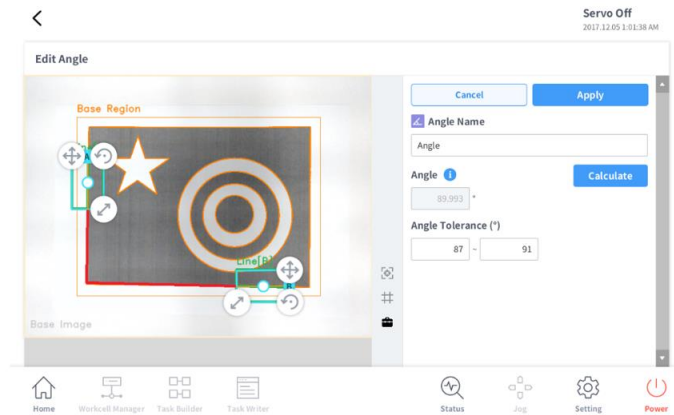 Servo Off
2017.12.05 1:01:38 AM
Edit Angle
Base Region
A
Line[B]
B
Base Image
Cancel
Apply
Angle Name
Angle
Angle
Calculate
89.993 °
Angle Tolerance (°)
87 ~ 91
Home
Workcell Manager
Task Builder
Task Writer
Status
Jog
Setting
Power